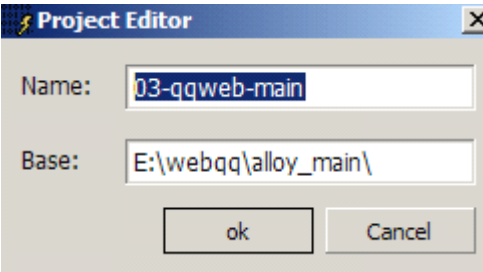 Project Editor
Name: 03-qqweb-main
Base: E:\webqq\alloy_main\
ok Cancel